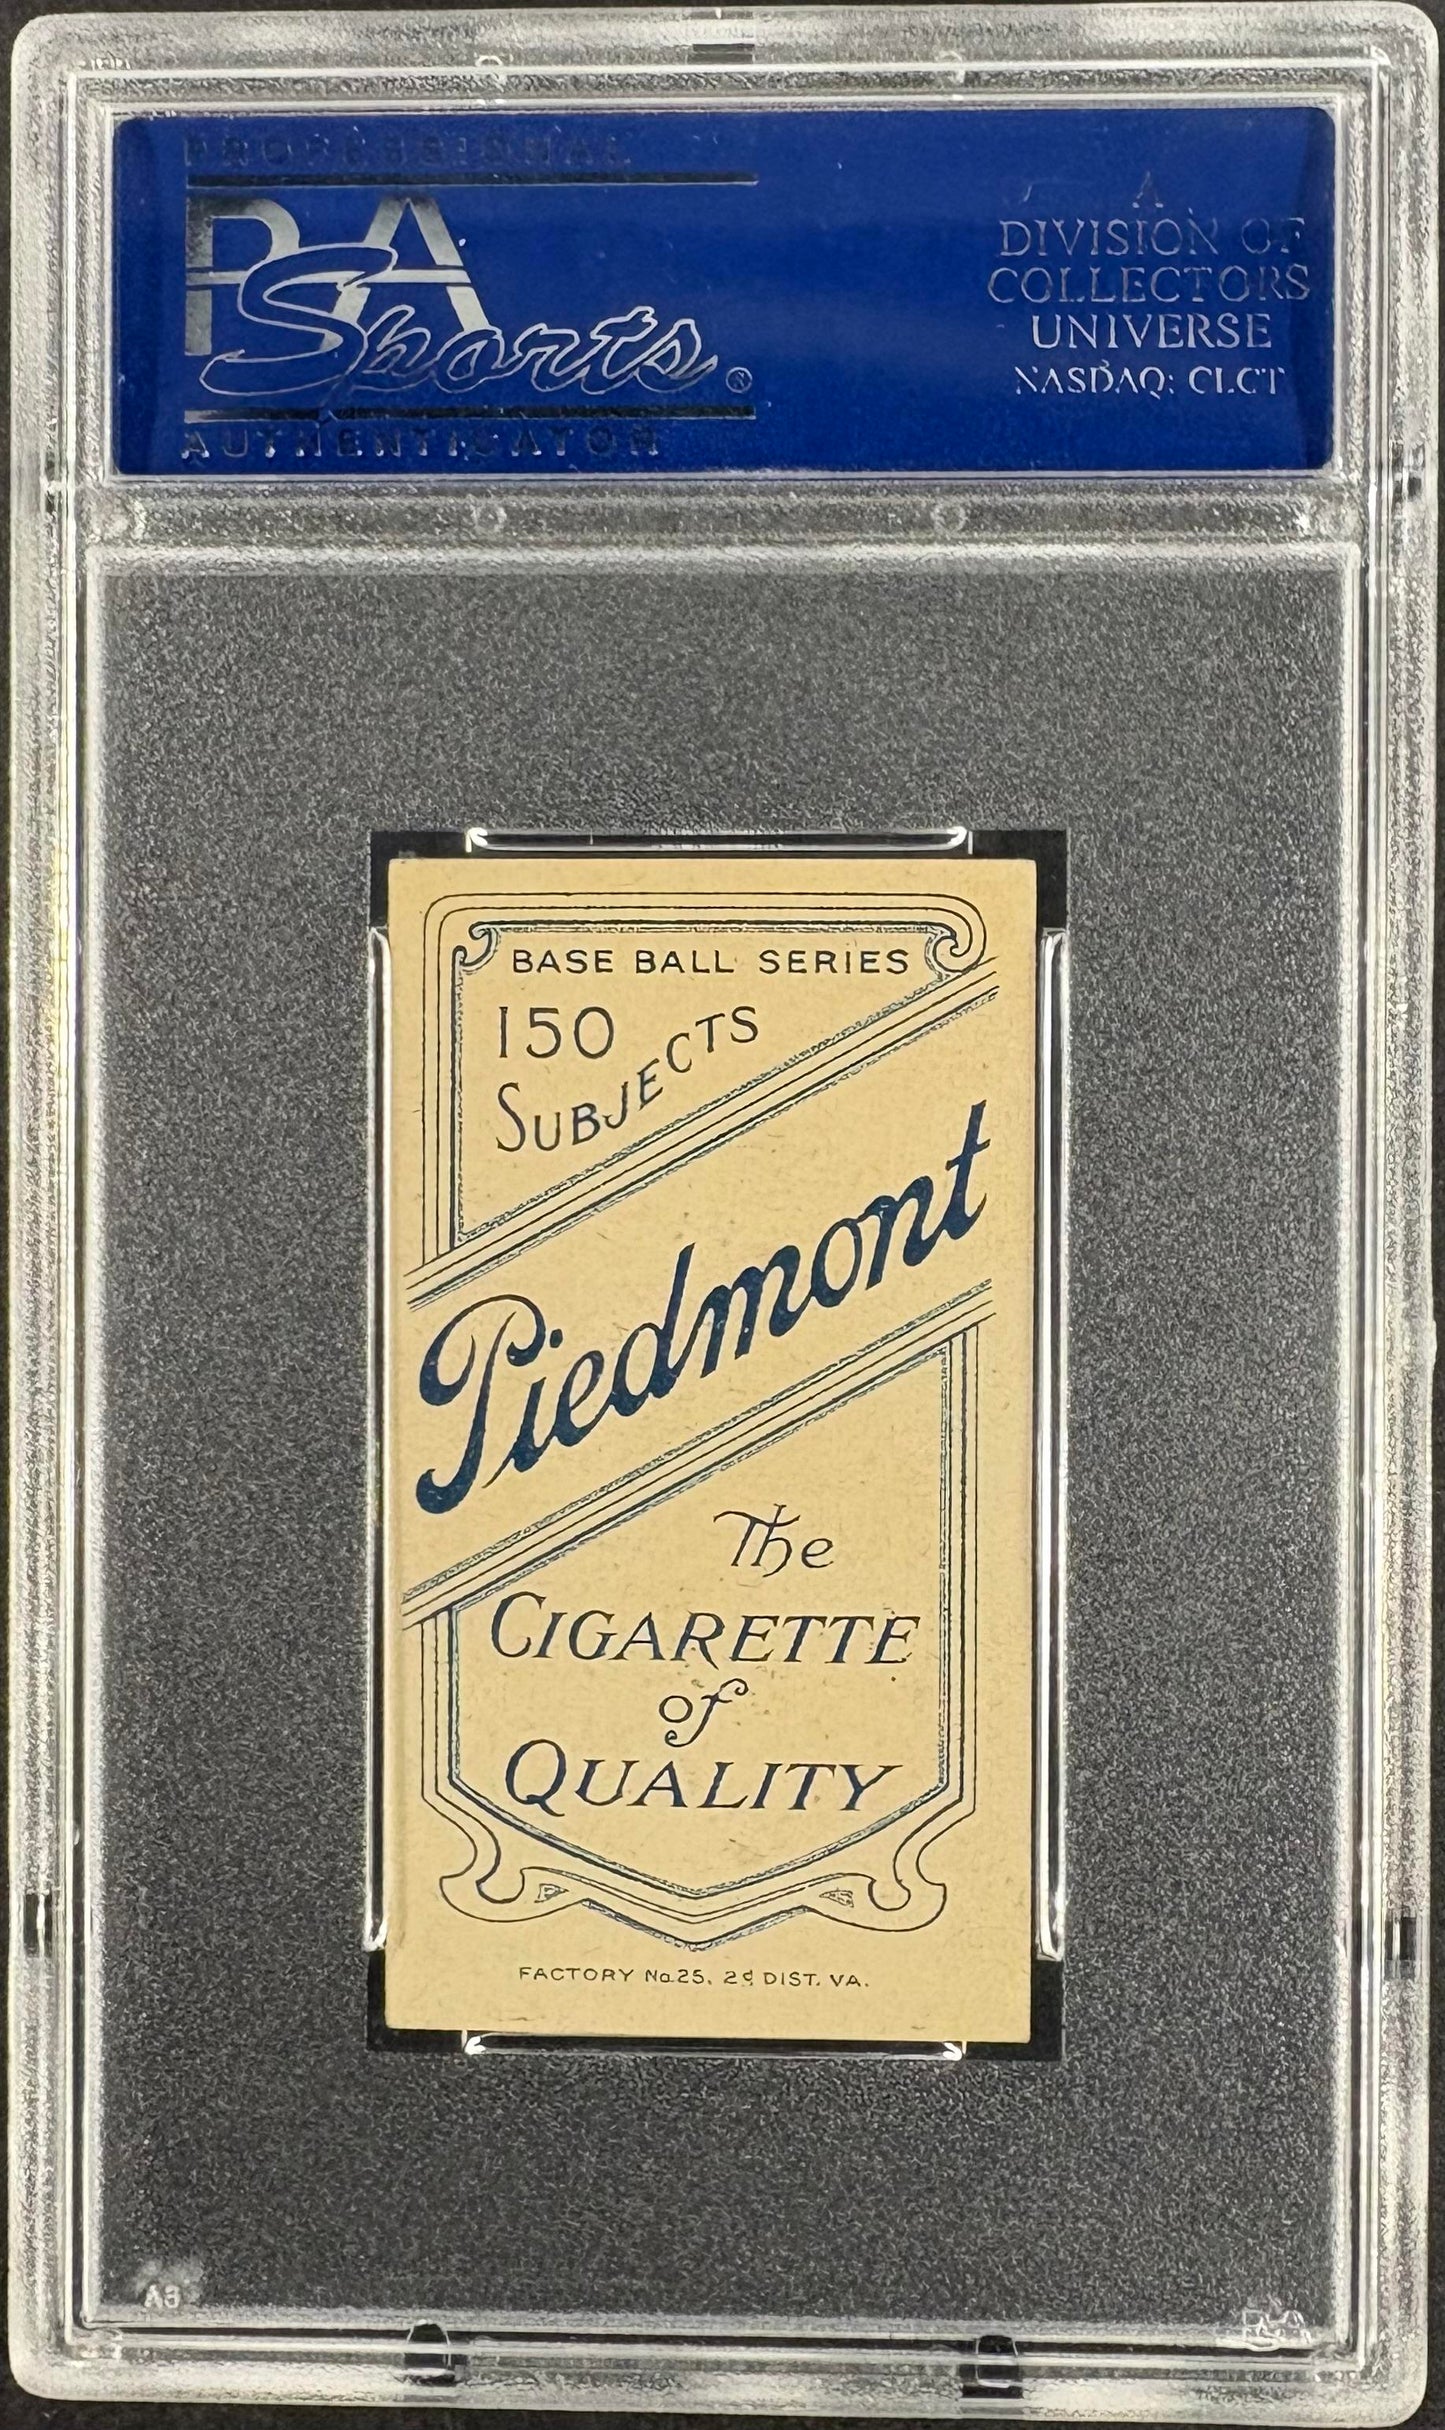 PROFESSIONAL
PSA
Sports®
AUTHENTICATOR
A
DIVISION OF
COLLECTORS
UNIVERSE
NASDAQ: CLCT
BASE BALL SERIES
150
SUBJECTS
Piedmont
The
CIGARETTE
of
QUALITY
FACTORY No 25, 2d DIST. VA.
PSA